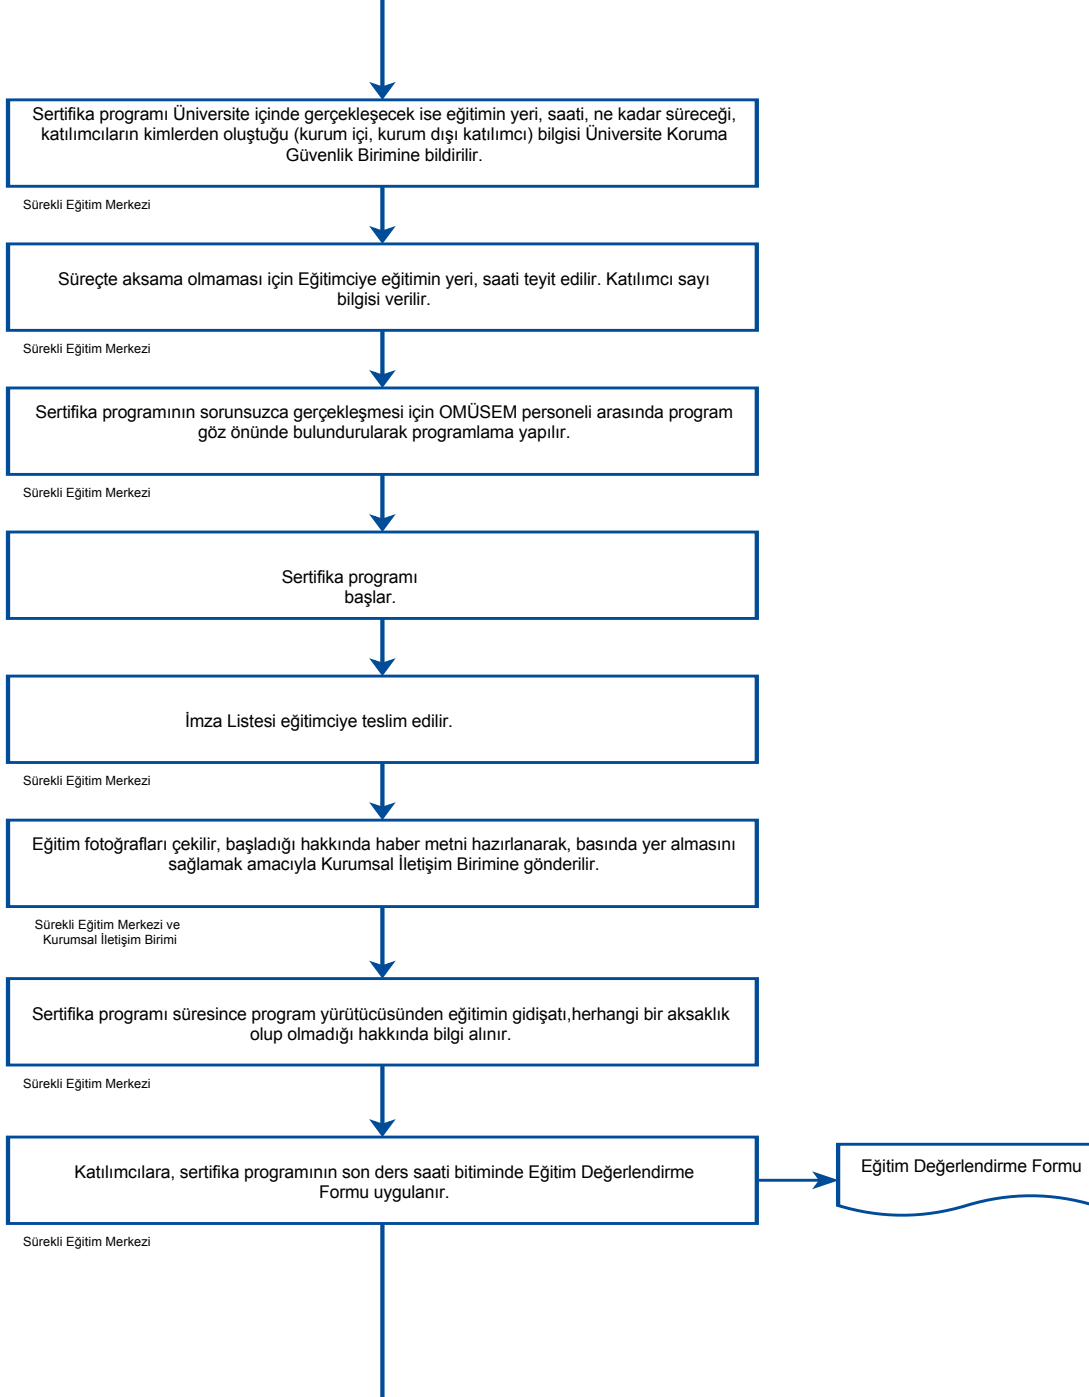 Sertifika programı Üniversite içinde gerçekleşecek ise eğitimin yeri, saati, ne kadar süreceği,
katılımcıların kimlerden oluştuğu (kurum içi, kurum dışı katılımcı) bilgisi Üniversite Koruma
Güvenlik Birimine bildirilir.
Sürekli Eğitim Merkezi
Süreçte aksama olmaması için Eğitimciye eğitimin yeri, saati teyit edilir. Katılımcı sayı
bilgisi verilir.
Sürekli Eğitim Merkezi
Sertifika programının sorunsuzca gerçekleşmesi için OMÜSEM personeli arasında program
göz önünde bulundurularak programlama yapılır.
Sürekli Eğitim Merkezi
Sertifika programı
başlar.
İmza Listesi eğitimciye teslim edilir.
Sürekli Eğitim Merkezi
Eğitim fotoğrafları çekilir, başladığı hakkında haber metni hazırlanarak, basında yer almasını
sağlamak amacıyla Kurumsal İletişim Birimine gönderilir.
Sürekli Eğitim Merkezi ve
Kurumsal İletişim Birimi
Sertifika programı süresince program yürütücüsünden eğitimin gidişatı,herhangi bir aksaklık
olup olmadığı hakkında bilgi alınır.
Sürekli Eğitim Merkezi
Katılımcılara, sertifika programının son ders saati bitiminde Eğitim Değerlendirme
Formu uygulanır.
Eğitim Değerlendirme Formu
Sürekli Eğitim Merkezi